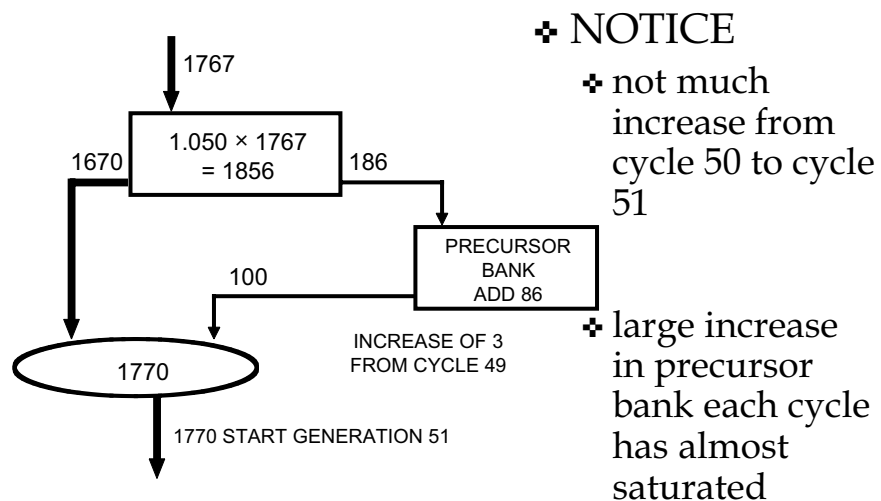 1767
1.050 × 1767
= 1856
1670
186
PRECURSOR
BANK
ADD 86
100
INCREASE OF 3
FROM CYCLE 49
1770
1770 START GENERATION 51
NOTICE
not much
increase from
cycle 50 to cycle
51
large increase
in precursor
bank each cycle
has almost
saturated